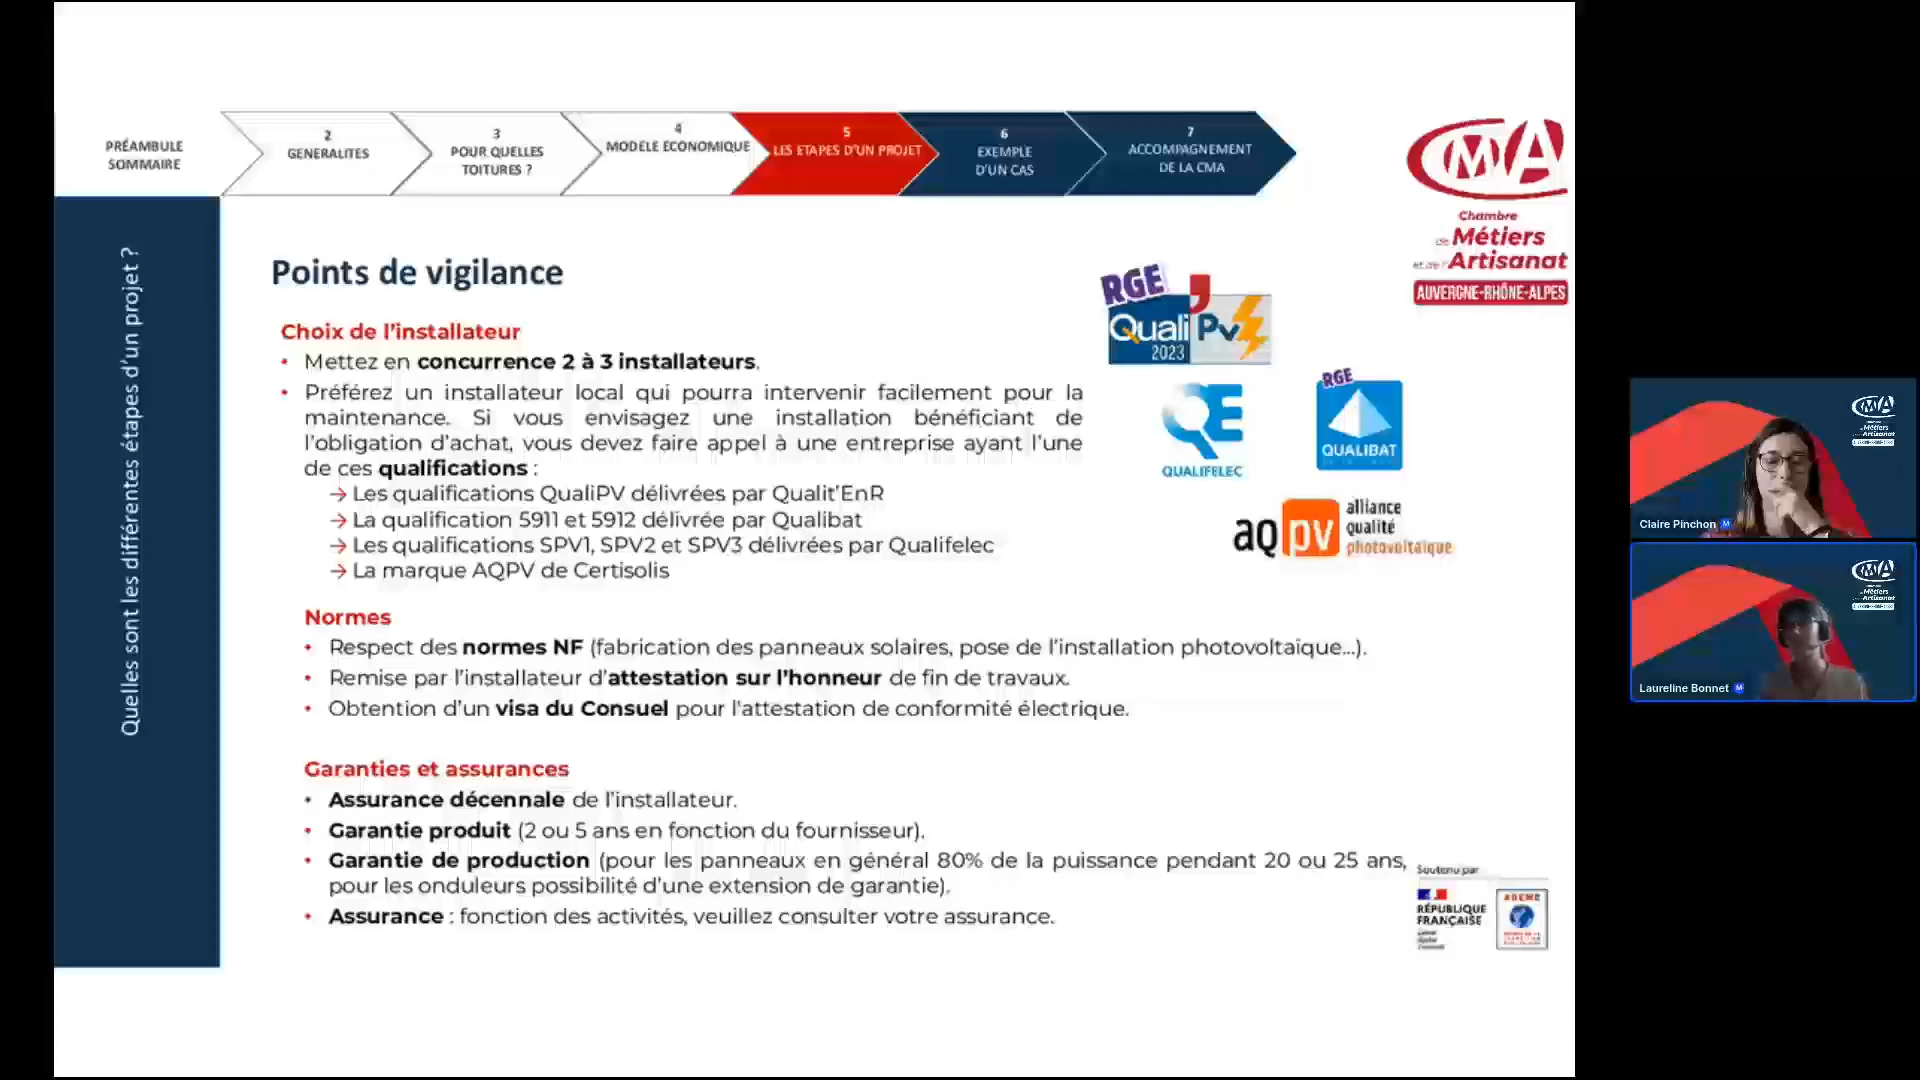 PRÉAMBULE
SOMMAIRE
2
GENERALITES
3
POUR QUELLES
TOITURES ?
4
MODELE ÉCONOMIQUE
5
LES ETAPES D'UN PROJET
6
EXEMPLE
D'UN CAS
7
ACCOMPAGNEMENT
DE LA CMA
CMA
Chambre
de Métiers
et de l'Artisanat
AUVERGNE-RHÔNE-ALPES
Quelles sont les différentes étapes d'un projet ?
Points de vigilance
Choix de l'installateur
• Mettez en concurrence 2 à 3 installateurs.
• Préférez un installateur local qui pourra intervenir facilement pour la
maintenance. Si vous envisagez une installation bénéficiant de
l'obligation d'achat, vous devez faire appel à une entreprise ayant l'une
de ces qualifications :
→ Les qualifications QualiPV délivrées par Qualit'EnR
→ La qualification 5911 et 5912 délivrée par Qualibat
→ Les qualifications SPV1, SPV2 et SPV3 délivrées par Qualifelec
→ La marque AQPV de Certisolis
RGE
QualiPv
2023
QE
QUALIFELEC
RGE
QUALIBAT
aqpv
alliance
qualité
photovoltaïque
Normes
• Respect des normes NF (fabrication des panneaux solaires, pose de l'installation photovoltaïque...).
• Remise par l'installateur d'attestation sur l'honneur de fin de travaux.
• Obtention d'un visa du Consuel pour l'attestation de conformité électrique.
Garanties et assurances
• Assurance décennale de l'installateur.
• Garantie produit (2 ou 5 ans en fonction du fournisseur).
• Garantie de production (pour les panneaux en général 80% de la puissance pendant 20 ou 25 ans,
pour les onduleurs possibilité d'une extension de garantie).
• Assurance : fonction des activités, veuillez consulter votre assurance.
Soutenu par
RÉPUBLIQUE
FRANÇAISE
ADEME
CMA
Claire Pinchon M
CMA
Laureline Bonnet M